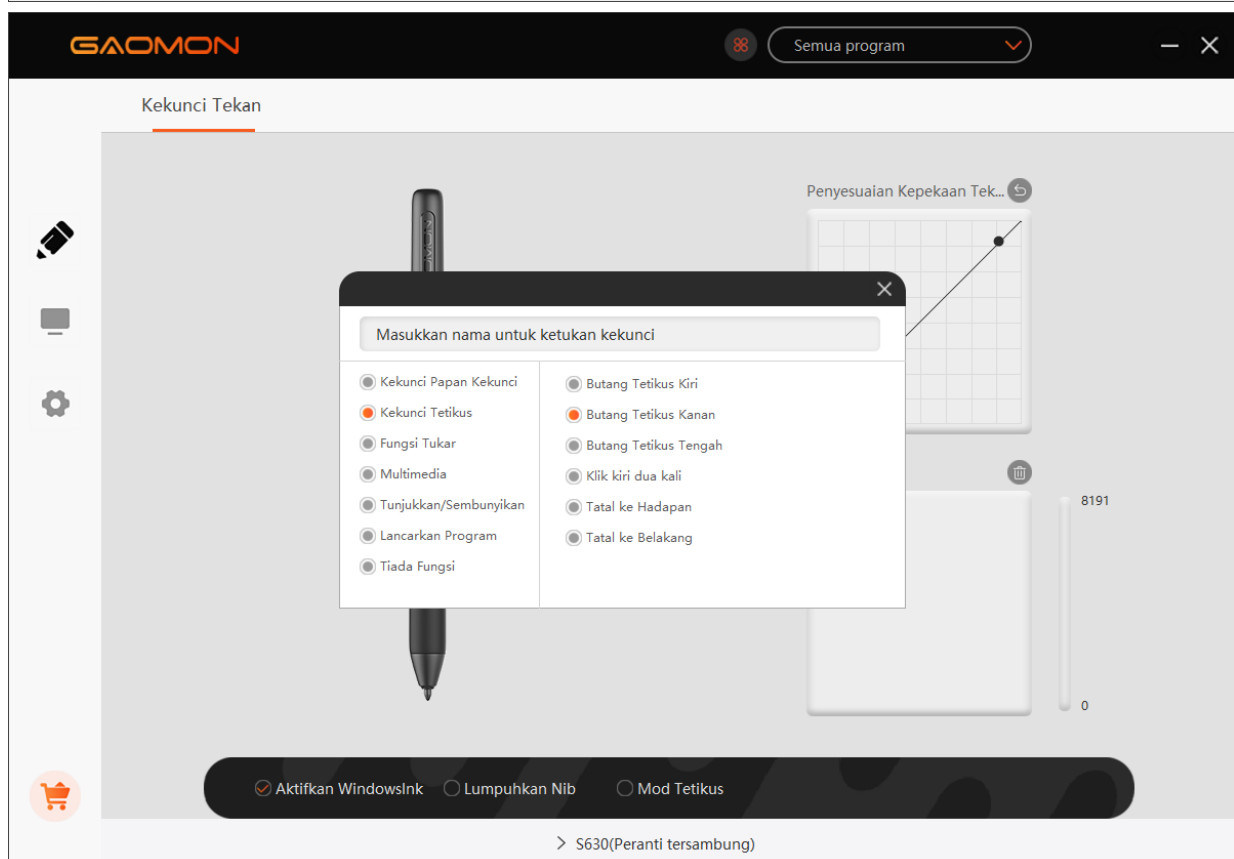 GAOMON
Semua program
Kekunci Tekan
Penyesuaian Kepekaan Tek...
Masukkan nama untuk ketukan kekunci
Kekunci Papan Kekunci
Kekunci Tetikus
Fungsi Tukar
Multimedia
Tunjukkan/Sembunyikan
Lancarkan Program
Tiada Fungsi
Butang Tetikus Kiri
Butang Tetikus Kanan
Butang Tetikus Tengah
Klik kiri dua kali
Tatal ke Hadapan
Tatal ke Belakang
8191
0
Aktifkan WindowsInk
Lumpuhkan Nib
Mod Tetikus
S630(Peranti tersambung)